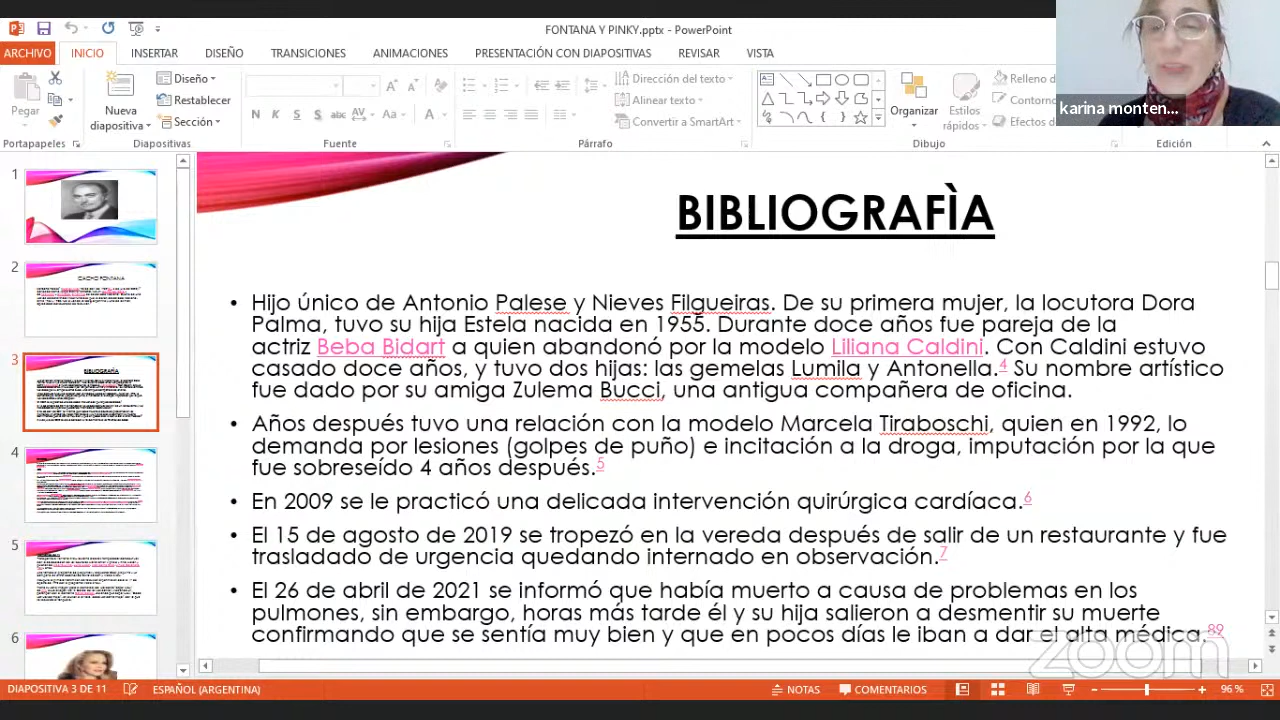 FONTANA Y PINKY.pptx - PowerPoint
ARCHIVO INICIO INSERTAR DISEÑO TRANSICIONES ANIMACIONES PRESENTACIÓN CON DIAPOSITIVAS REVISAR VISTA
Pegar
Nueva
diapositiva
Diseño
Restablecer
Sección
N K S abc AV Aa A
Dirección del texto
Alinear texto
Convertir a SmartArt
Organizar
Estilos
rápidos
Relleno d
Contorno
Efectos
karina monten...
Portapapeles Diapositivas Fuente Párrafo Dibujo Edición
1
2
CACHO FONTANA
3
4
5
6
BIBLIOGRAFÌA
• Hijo único de Antonio Palese y Nieves Filgueiras. De su primera mujer, la locutora Dora
Palma, tuvo su hija Estela nacida en 1955. Durante doce años fue pareja de la
actriz Beba Bidart a quien abandonó por la modelo Liliana Caldini. Con Caldini estuvo
casado doce años, y tuvo dos hijas: las gemelas Lumila y Antonella.4 Su nombre artístico
fue dado por su amiga Zulema Bucci, una antigua compañera de oficina.
• Años después tuvo una relación con la modelo Marcela Tiraboschi, quien en 1992, lo
demanda por lesiones (golpes de puño) e incitación a la droga, imputación por la que
fue sobreseído 4 años después.5
• En 2009 se le practicó una delicada intervención quirúrgica cardíaca.6
• El 15 de agosto de 2019 se tropezó en la vereda después de salir de un restaurante y fue
trasladado de urgencia quedando internado en observación.7
• El 26 de abril de 2021 se informó que había muerto a causa de problemas en los
pulmones, sin embargo, horas más tarde él y su hija salieron a desmentir su muerte
confirmando que se sentía muy bien y que en pocos días le iban a dar el alta médica.89
zoom
DIAPOSITIVA 3 DE 11 ESPAÑOL (ARGENTINA) NOTAS COMENTARIOS 96 %